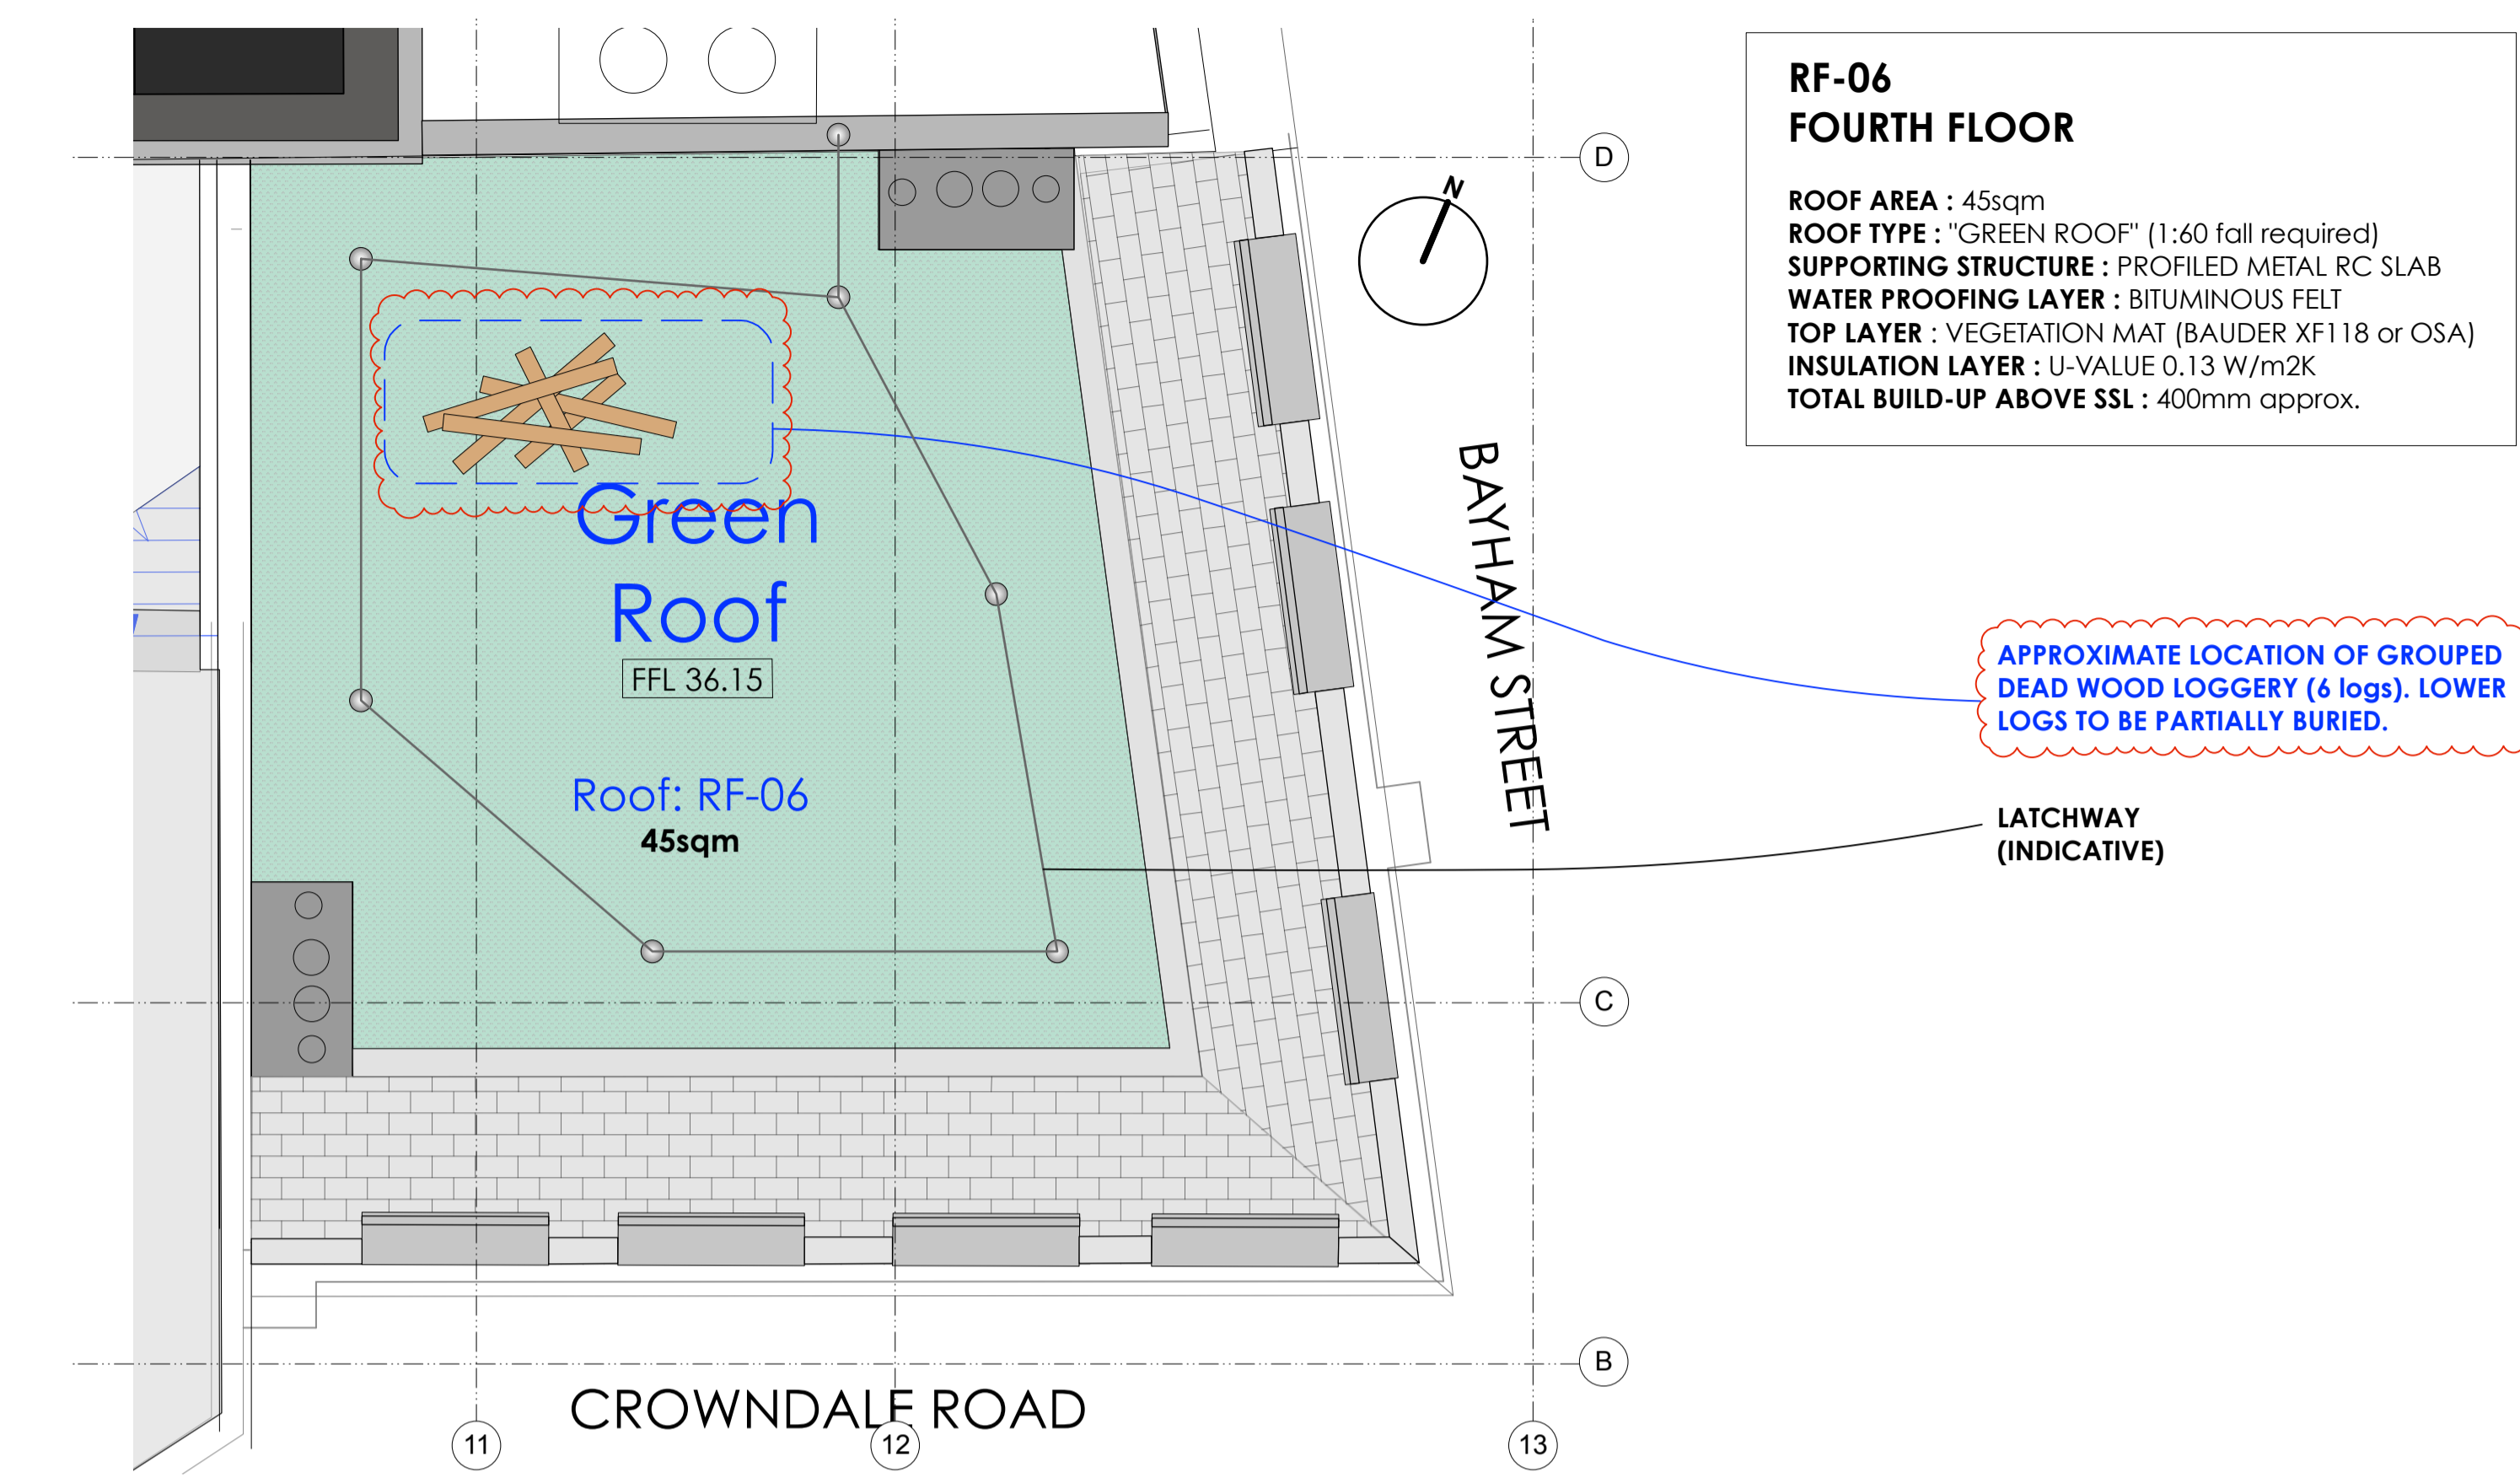 RF-06
FOURTH FLOOR
ROOF AREA : 45sqm
ROOF TYPE : "GREEN ROOF" (1:60 fall required)
SUPPORTING STRUCTURE : PROFILED METAL RC SLAB
WATER PROOFING LAYER : BITUMINOUS FELT
TOP LAYER : VEGETATION MAT (BAUDER XF118 or OSA)
INSULATION LAYER : U-VALUE 0.13 W/m2K
TOTAL BUILD-UP ABOVE SSL : 400mm approx.
D
N
Green
Roof
FFL 36.15
Roof: RF-06
45sqm
BAYHAM STREET
APPROXIMATE LOCATION OF GROUPED
DEAD WOOD LOGGERY (6 logs). LOWER
LOGS TO BE PARTIALLY BURIED.
LATCHWAY
(INDICATIVE)
C
B
CROWNDALE ROAD
11
12
13